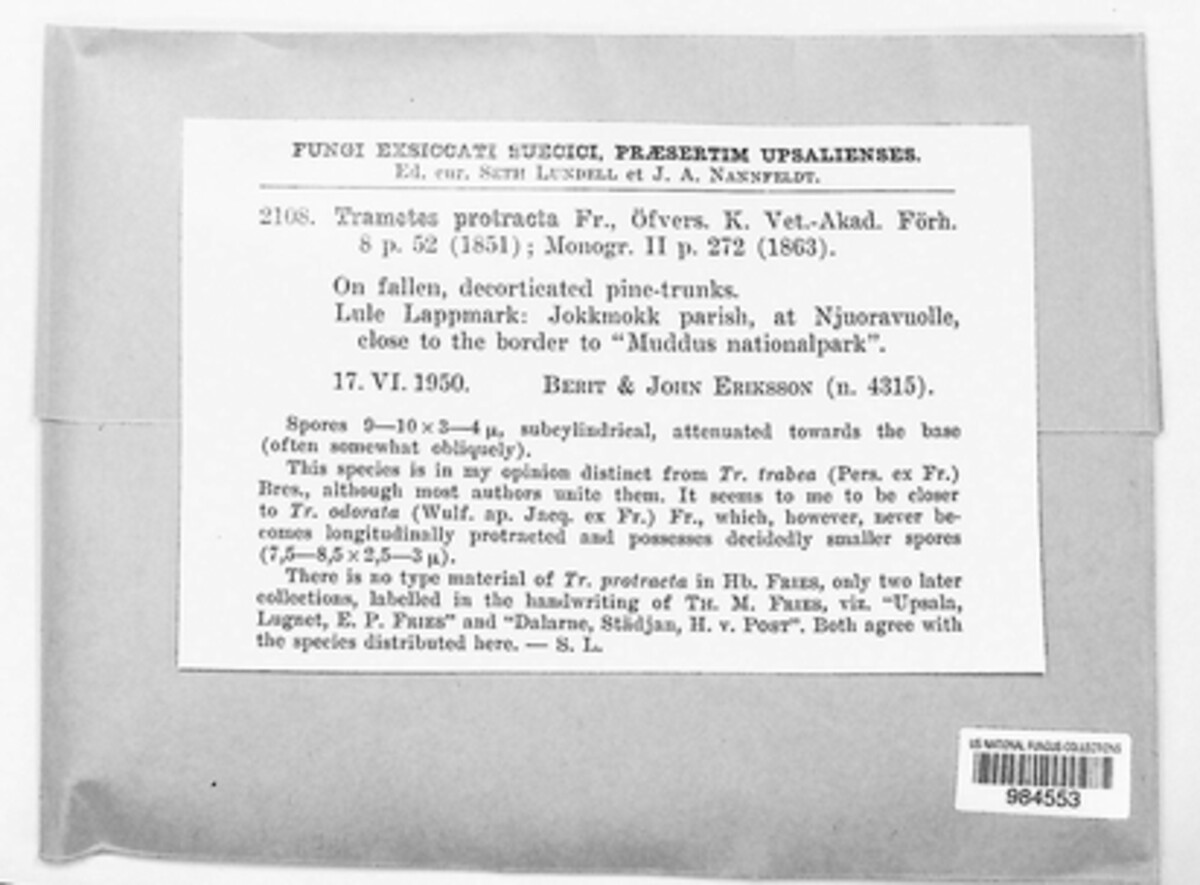 FUNGI EXSICCATI SUECICI, PRÆSERTIM UPSALIENSES.
Ed. cur. SETH LUNDELL et J. A. NANNFELDT.
2108. Trametes protracta Fr., Öfvers. K. Vet.-Akad. Förh.
8 p. 52 (1851); Monogr. II p. 272 (1863).
On fallen, decorticated pine-trunks.
Lule Lappmark: Jokkmokk parish, at Njuoravuolle,
close to the border to "Muddus nationalpark".
17. VI. 1950. BERIT & JOHN ERIKSSON (n. 4315).
Spores 9—10 × 3—4 µ, subcylindrical, attenuated towards the base
(often somewhat obliquely).
This species is in my opinion distinct from Tr. trabea (Pers. ex Fr.)
Bres., although most authors unite them. It seems to me to be closer
to Tr. odorata (Wulf. ap. Jacq. ex Fr.) Fr., which, however, never be-
comes longitudinally protracted and possesses decidedly smaller spores
(7,5—8,5 × 2,5—3 µ).
There is no type material of Tr. protracta in Hb. FRIES, only two later
collections, labelled in the handwriting of TH. M. FRIES, viz. "Upsala,
Lugnet, E. P. FRIES" and "Dalarne, Städjan, H. v. POST". Both agree with
the species distributed here. — S. L.
US NATIONAL FUNGUS COLLECTIONS
984553